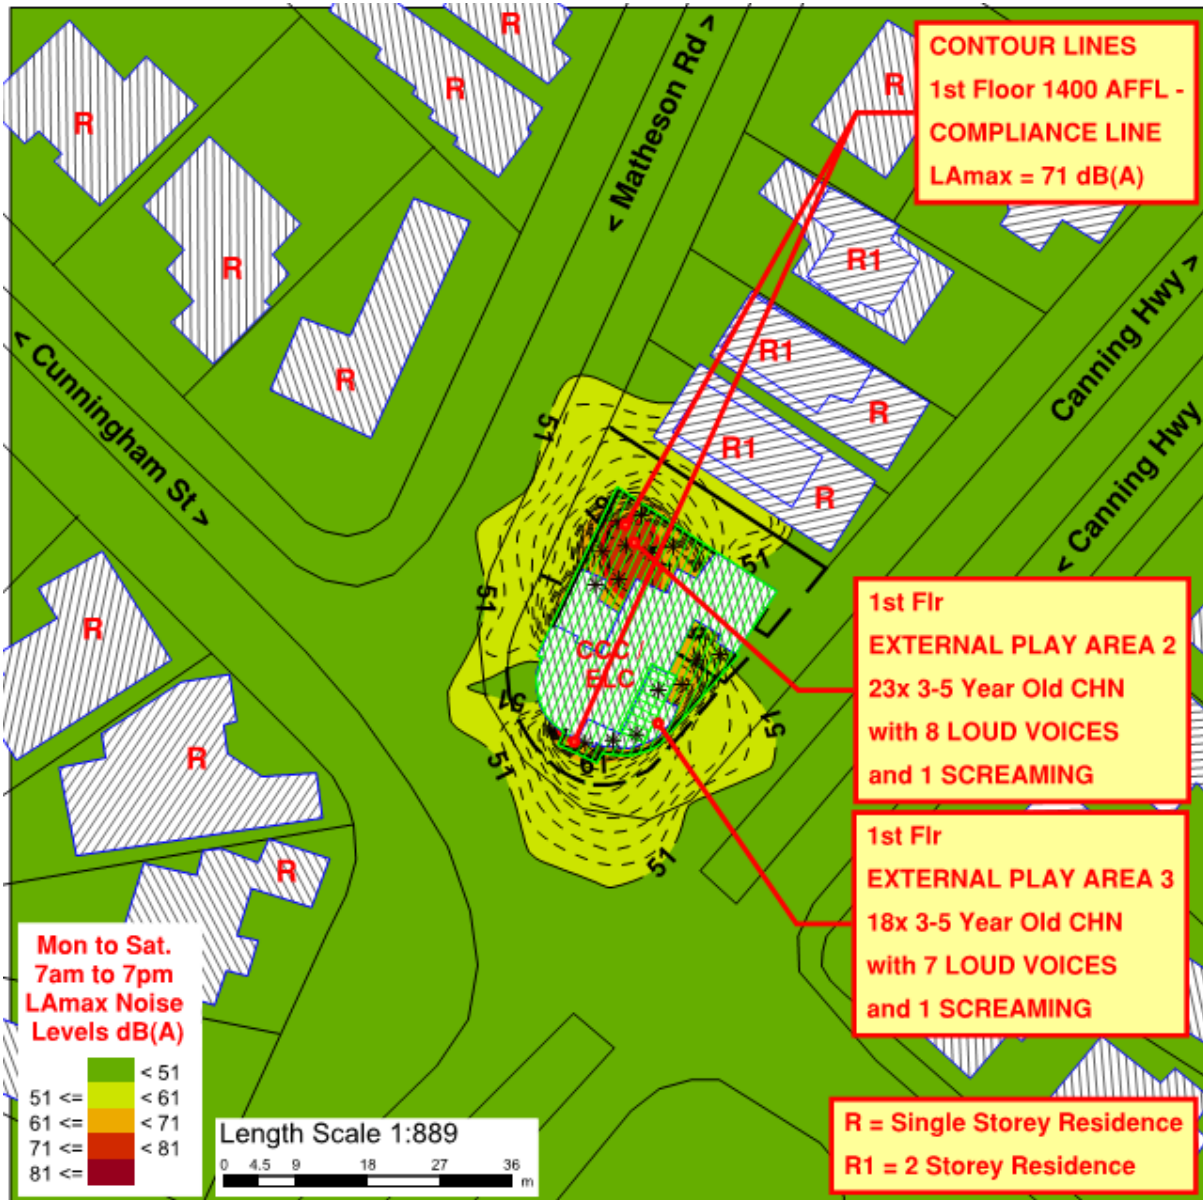 R
R
R
R
R
R
< Matheson Rd >
CONTOUR LINES
1st Floor 1400 AFFL -
COMPLIANCE LINE
LAmax = 71 dB(A)
R
R1
R1
R
R1
R
Canning Hwy >
< Canning Hwy
< Cunningham St >
51
51
51
51
51
51
51
61
CCC /
ELC
R
R
R
1st Flr
EXTERNAL PLAY AREA 2
23x 3-5 Year Old CHN
with 8 LOUD VOICES
and 1 SCREAMING
1st Flr
EXTERNAL PLAY AREA 3
18x 3-5 Year Old CHN
with 7 LOUD VOICES
and 1 SCREAMING
Mon to Sat.
7am to 7pm
LAmax Noise
Levels dB(A)
< 51
51 <= < 61
61 <= < 71
71 <= < 81
81 <=
Length Scale 1:889
0 4.5 9 18 27 36
m
R = Single Storey Residence
R1 = 2 Storey Residence